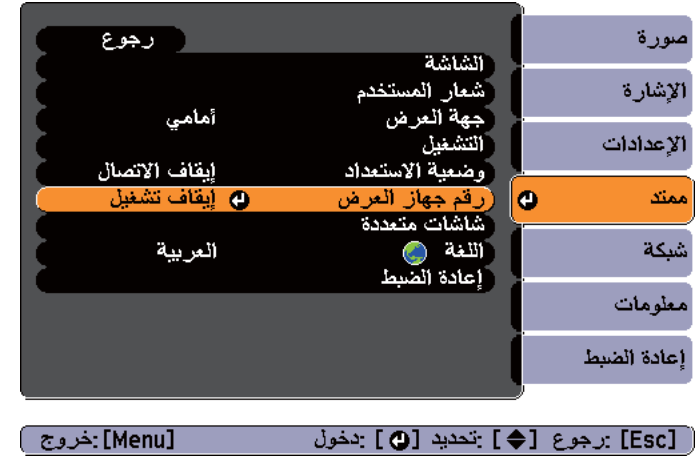 صورة
الإشارة
الإعدادات
ممتد
شبكة
معلومات
إعادة الضبط
رجوع
الشاشة
شعار المستخدم
جهة العرض أمامي
التشغيل
وضعية الاستعداد إيقاف الاتصال
رقم جهاز العرض إيقاف تشغيل
شاشات متعددة
اللغة العربية
إعادة الضبط
[Esc] :رجوع [◆] :تحديد [↵] :دخول [Menu] :خروج